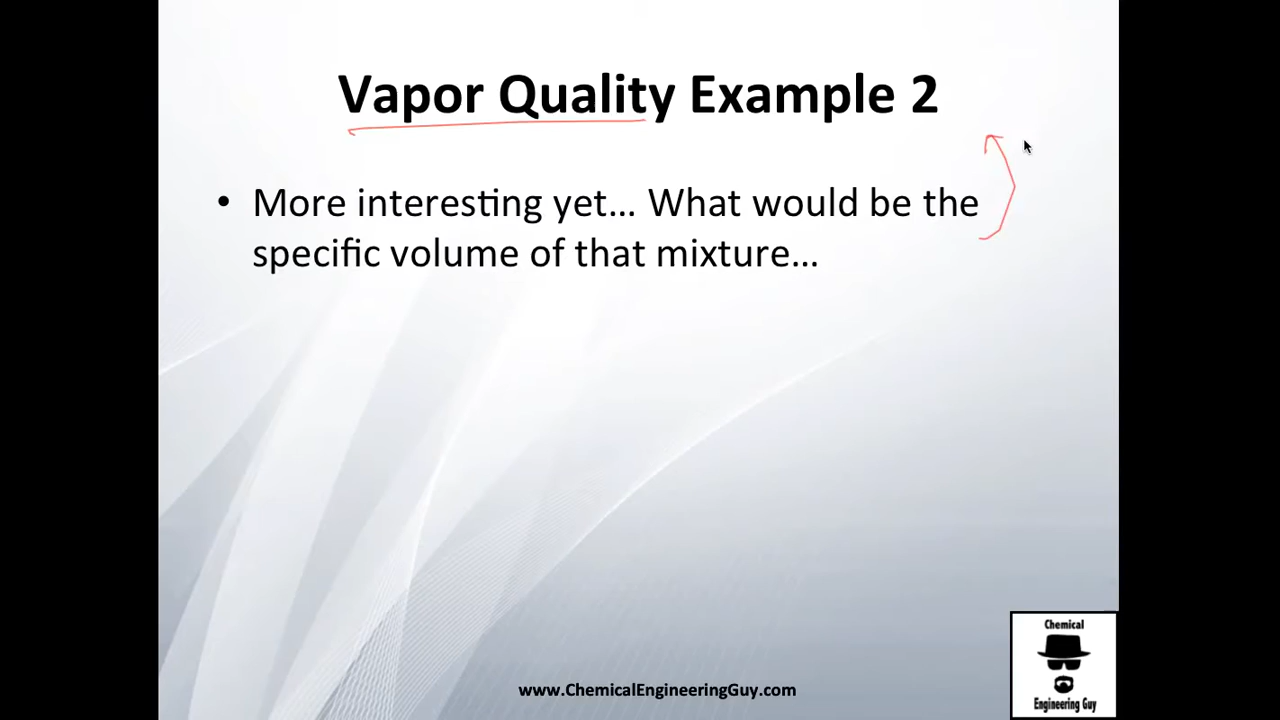 Vapor Quality Example 2
• More interesting yet… What would be the
specific volume of that mixture…
www.ChemicalEngineeringGuy.com
Chemical
Engineering Guy